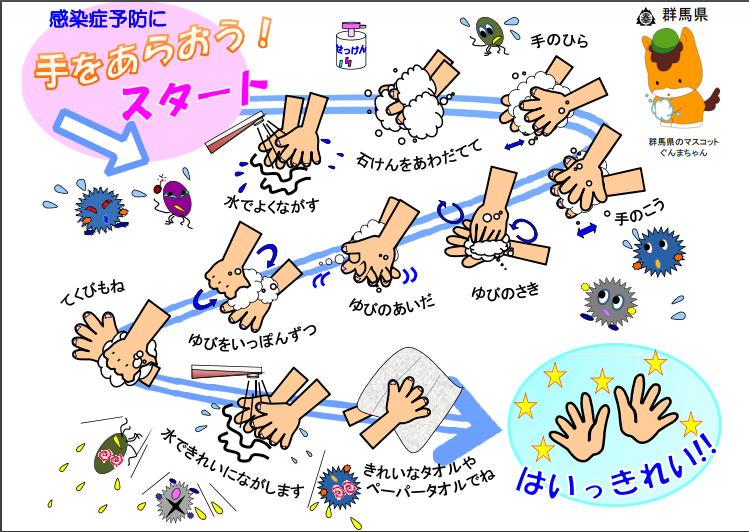 感染症予防に
手をあらおう！
スタート
せっけん
群馬県
群馬県のマスコット
ぐんまちゃん
水でよくながす
石けんをあわだてて
手のひら
手のこう
ゆびのさき
ゆびのあいだ
ゆびをいっぽんずつ
てくびもね
水できれいにながします
きれいなタオルや
ペーパータオルでね
はいっきれい!!